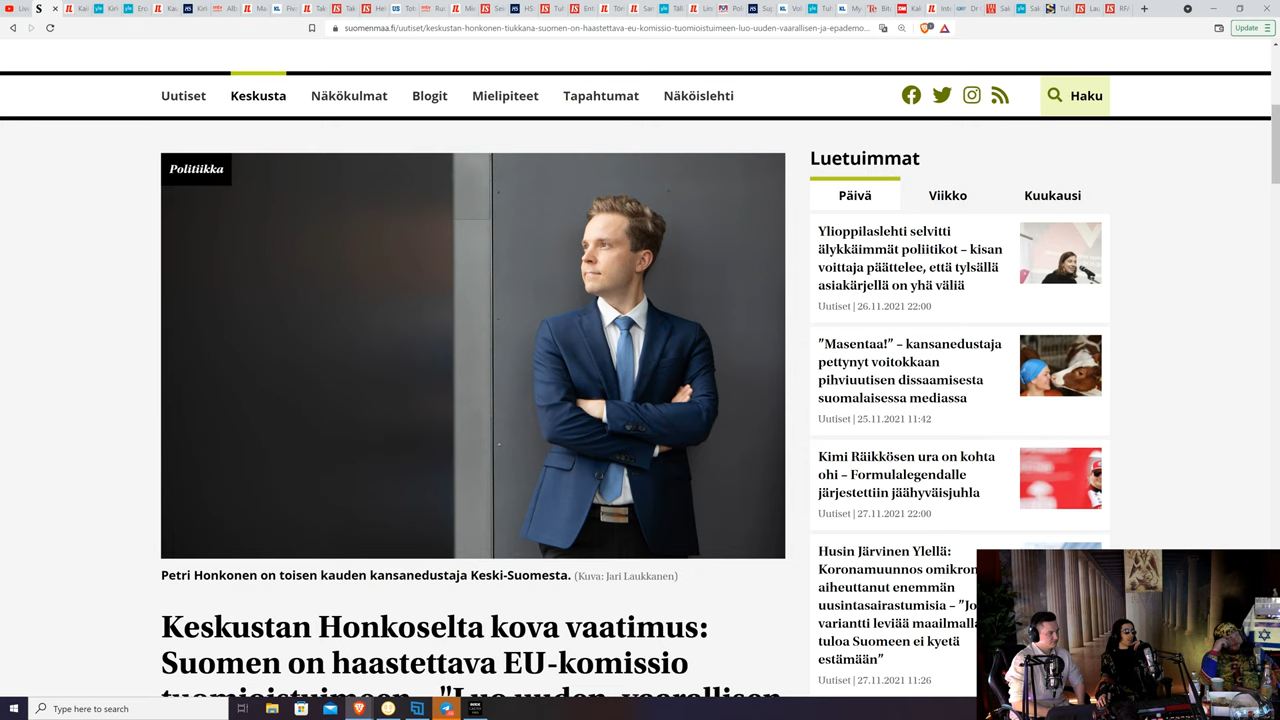 suomenmaa.fi/uutiset/keskustan-honkonen-tiukkana-suomen-on-haastettava-eu-komissio-tuomioistuimeen-luo-uuden-vaarallisen-ja-epademo...
Update
Uutiset
Keskusta
Näkökulmat
Blogit
Mielipiteet
Tapahtumat
Näköislehti
Haku
Politiikka
Petri Honkonen on toisen kauden kansanedustaja Keski-Suomesta. (Kuva: Jari Laukkanen)
Keskustan Honkoselta kova vaatimus:
Suomen on haastettava EU-komissio
Luetuimmat
Päivä
Viikko
Kuukausi
Ylioppilaslehti selvitti
älykkäimmät poliitikot – kisan
voittaja päättelee, että tylsällä
asiakärjellä on yhä väliä
Uutiset | 26.11.2021 22:00
”Masentaa!” – kansanedustaja
pettynyt voitokkaan
pihviuutisen dissaamisesta
suomalaisessa mediassa
Uutiset | 25.11.2021 11:42
Kimi Räikkösen ura on kohta
ohi – Formulalegendalle
järjestettiin jäähyväisjuhla
Uutiset | 27.11.2021 22:00
Husin Järvinen Ylellä:
Koronamuunnos omikron
aiheuttanut enemmän
uusintasairastumisia – ”Jo
variantti leviää maailmalla
tuloa Suomeen ei kyetä
estämään”
Uutiset | 27.11.2021 11:26
Type here to search